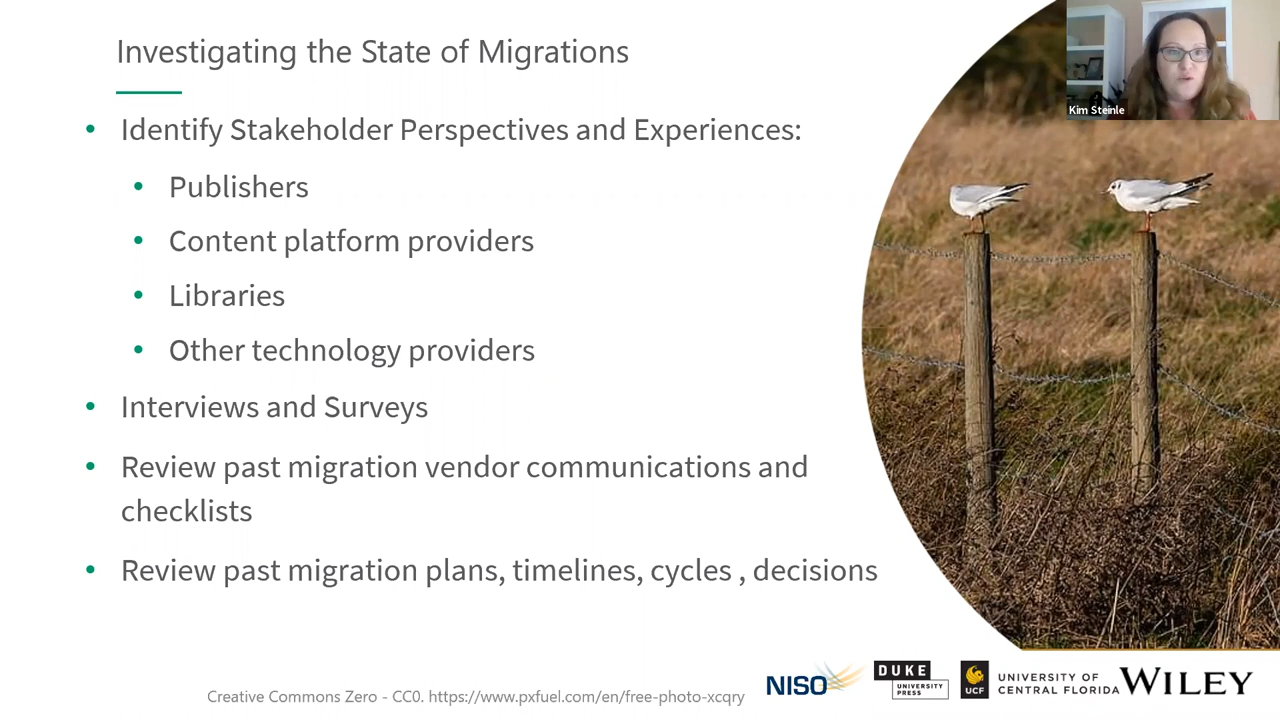 Investigating the State of Migrations
Kim Steinle
• Identify Stakeholder Perspectives and Experiences:
• Publishers
• Content platform providers
• Libraries
• Other technology providers
• Interviews and Surveys
• Review past migration vendor communications and
checklists
• Review past migration plans, timelines, cycles , decisions
Creative Commons Zero - CC0. https://www.pxfuel.com/en/free-photo-xcqry
NISO
DUKE
UNIVERSITY
PRESS
UCF
UNIVERSITY OF
CENTRAL FLORIDA
WILEY